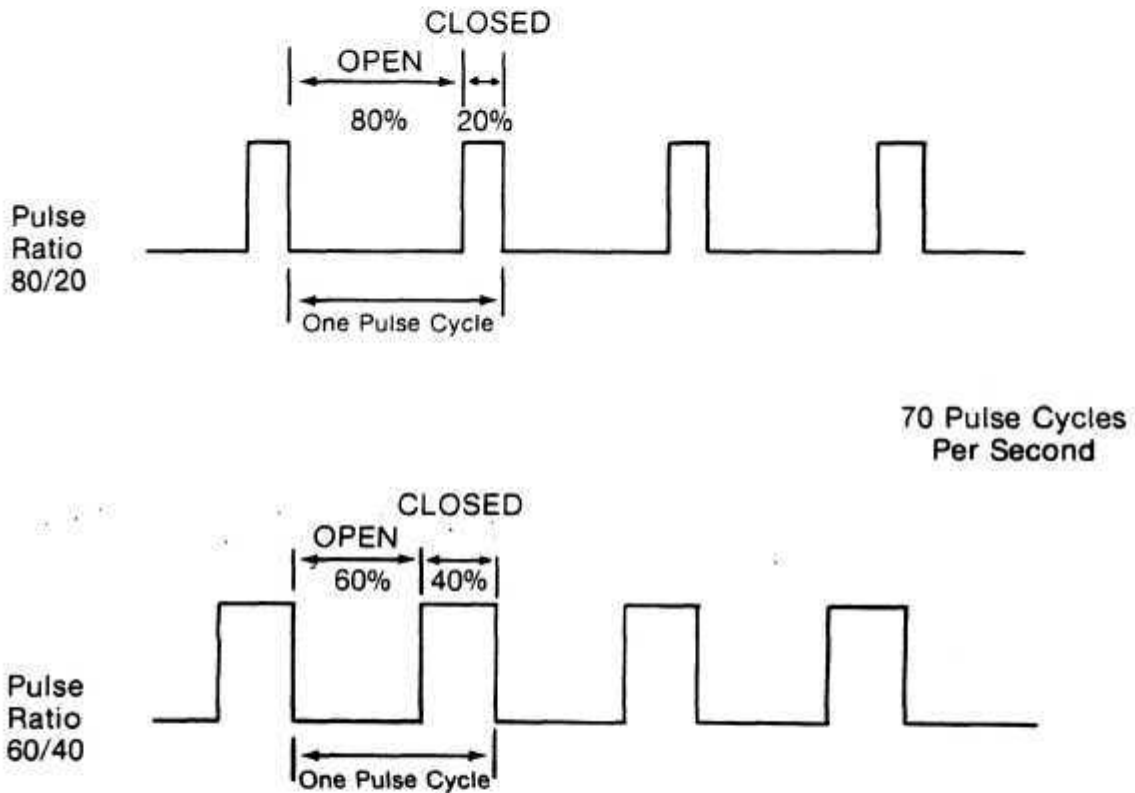 CLOSED
OPEN
80% 20%
Pulse
Ratio
80/20
One Pulse Cycle
70 Pulse Cycles
Per Second
CLOSED
OPEN
60% 40%
Pulse
Ratio
60/40
One Pulse Cycle